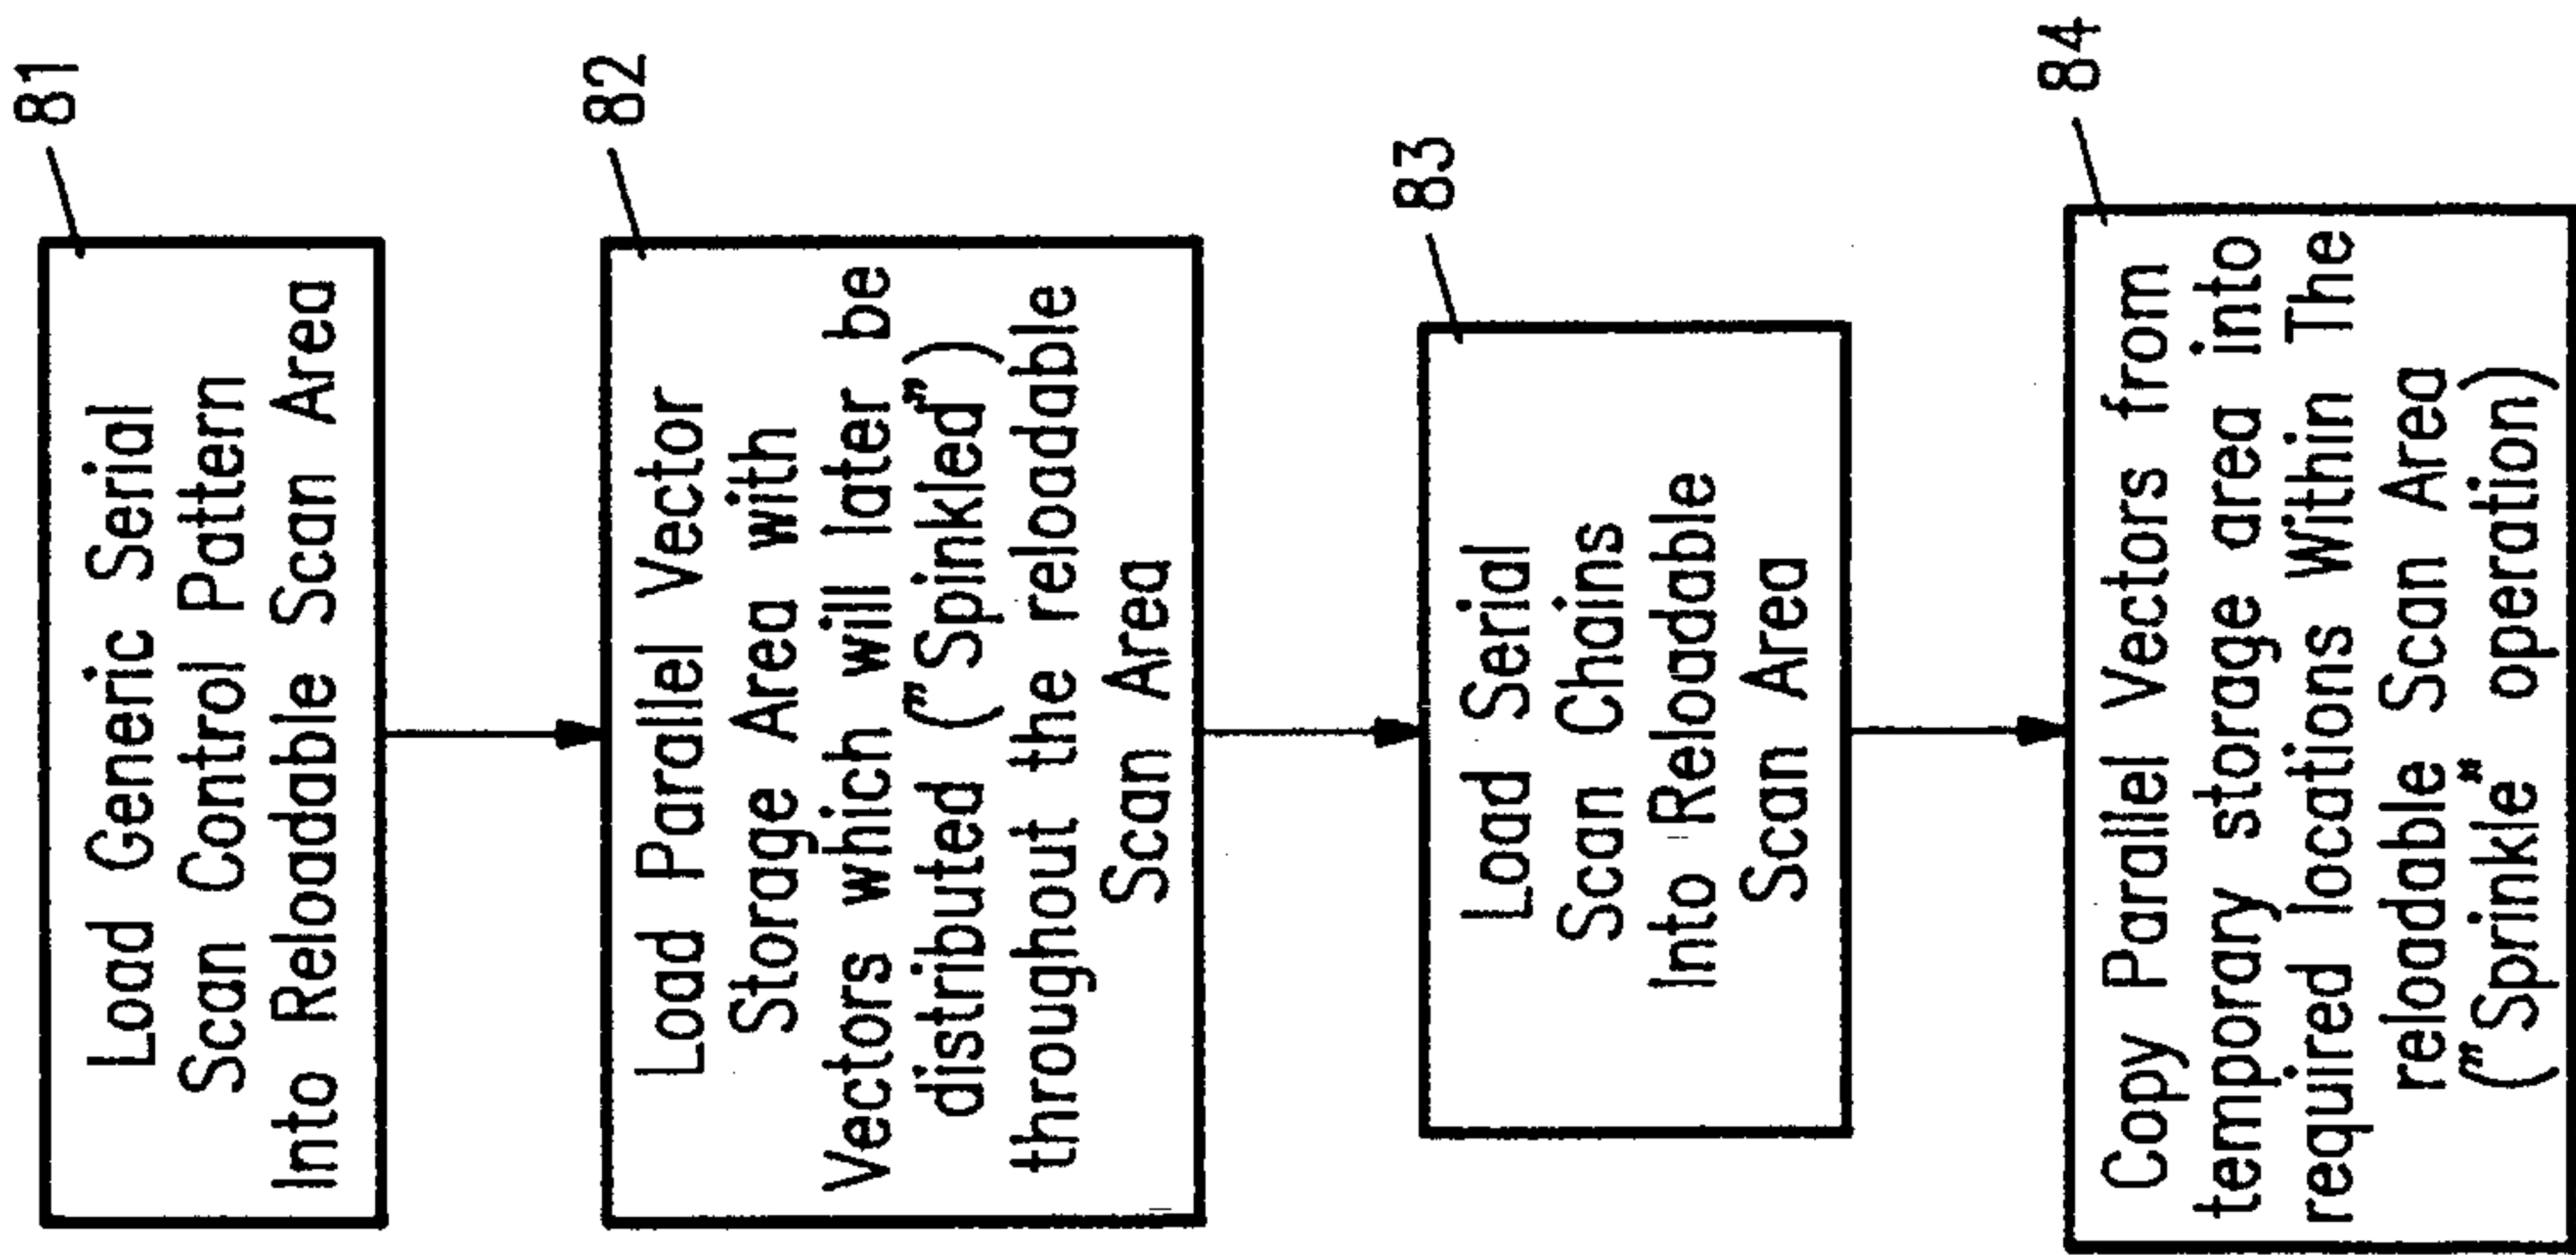 81
Load Generic Serial
Scan Control Pattern
Into Reloadable Scan Area
82
Load Parallel Vector
Storage Area with
Vectors which will later be
distributed ("Spinkled")
throughout the reloadable
Scan Area
83
Load Serial
Scan Chains
Into Reloadable
Scan Area
84
Copy Parallel Vectors from
temporary storage area into
required locations Within The
reloadable Scan Area
("Sprinkle" operation)